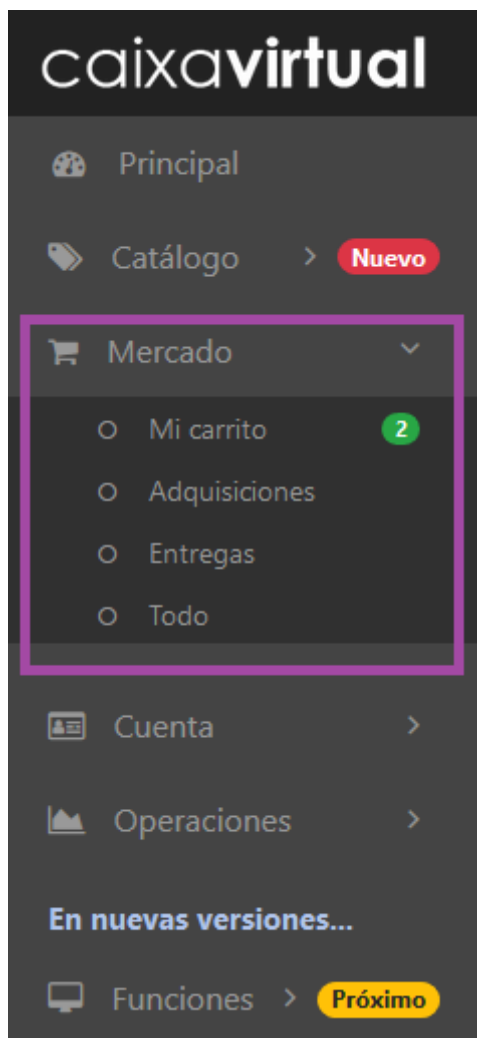 caixavirtual
Principal
Catálogo > Nuevo
Mercado
Mi carrito 2
Adquisiciones
Entregas
Todo
Cuenta
Operaciones
En nuevas versiones...
Funciones > Próximo